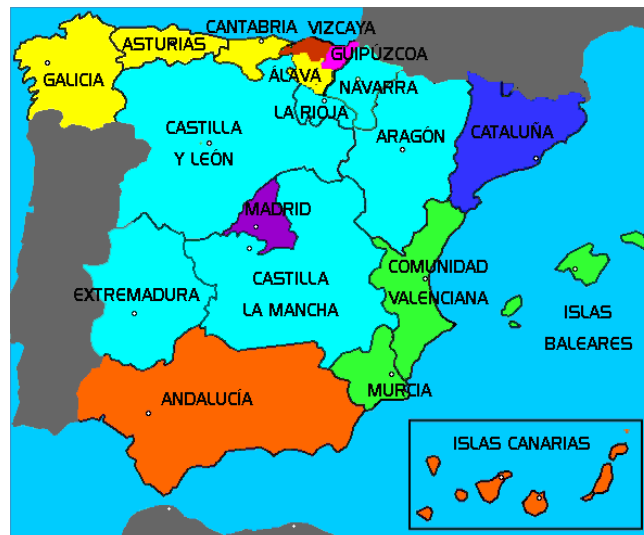 CANTABRIA VIZCAYA
ASTURIAS
GUIPÚZCOA
GALICIA
ÁLAVA
NAVARRA
LA RIOJA
CASTILLA
Y LEÓN
ARAGÓN
CATALUÑA
MADRID
COMUNIDAD
VALENCIANA
CASTILLA
LA MANCHA
EXTREMADURA
ISLAS
BALEARES
MURCIA
ANDALUCÍA
ISLAS CANARIAS